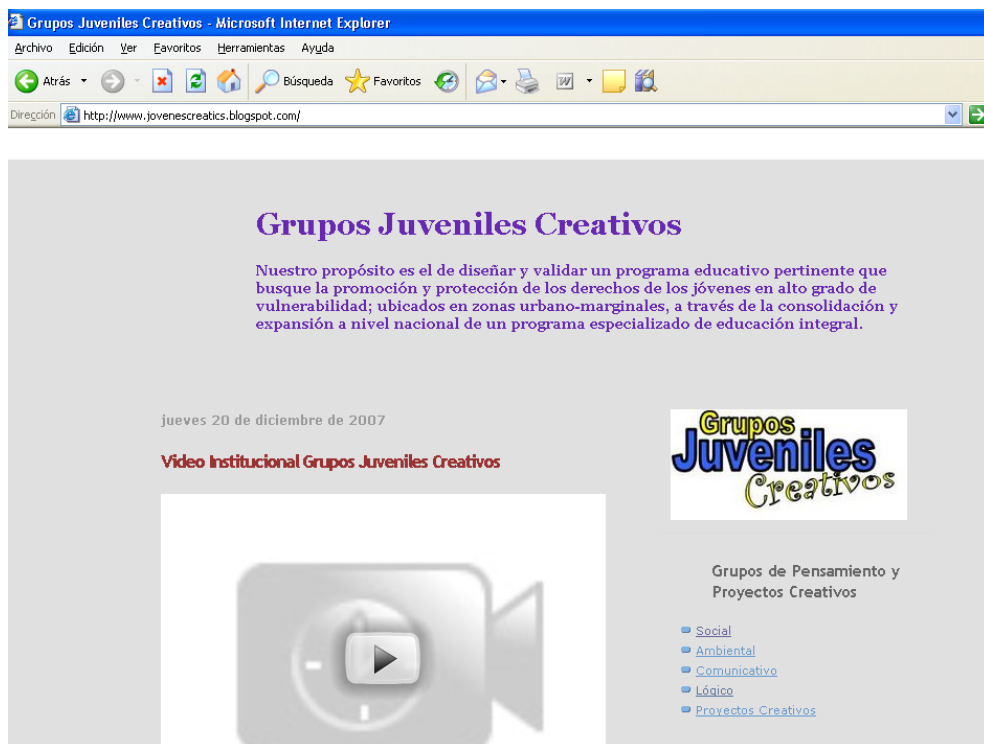 Grupos Juveniles Creativos - Microsoft Internet Explorer
Archivo Edición Ver Favoritos Herramientas Ayuda
Atrás Búsqueda Favoritos
Dirección http://www.jovenescreatics.blogspot.com/
Grupos Juveniles Creativos
Nuestro propósito es el de diseñar y validar un programa educativo pertinente que
busque la promoción y protección de los derechos de los jóvenes en alto grado de
vulnerabilidad; ubicados en zonas urbano-marginales, a través de la consolidación y
expansión a nivel nacional de un programa especializado de educación integral.
jueves 20 de diciembre de 2007
Video Institucional Grupos Juveniles Creativos
Grupos
Juveniles
Creativos
Grupos de Pensamiento y
Proyectos Creativos
Social
Ambiental
Comunicativo
Lógico
Proyectos Creativos